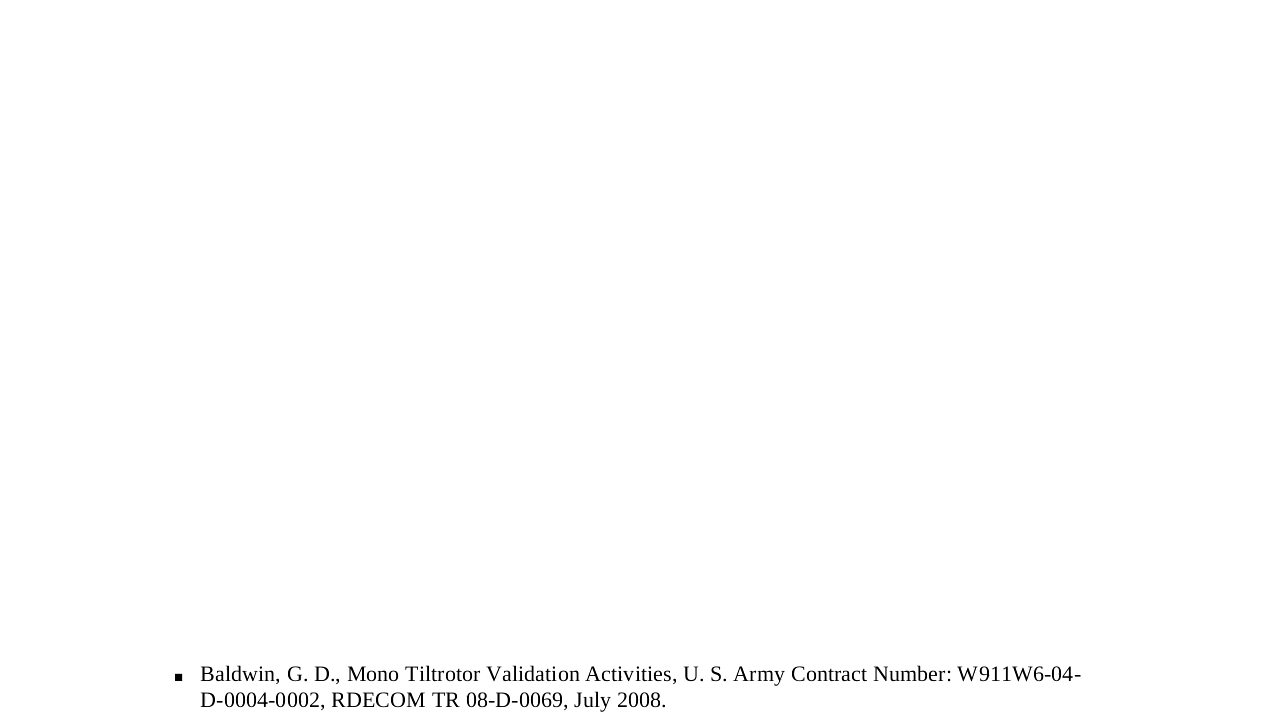 ▪ Baldwin, G. D., Mono Tiltrotor Validation Activities, U. S. Army Contract Number: W911W6-04-
D-0004-0002, RDECOM TR 08-D-0069, July 2008.